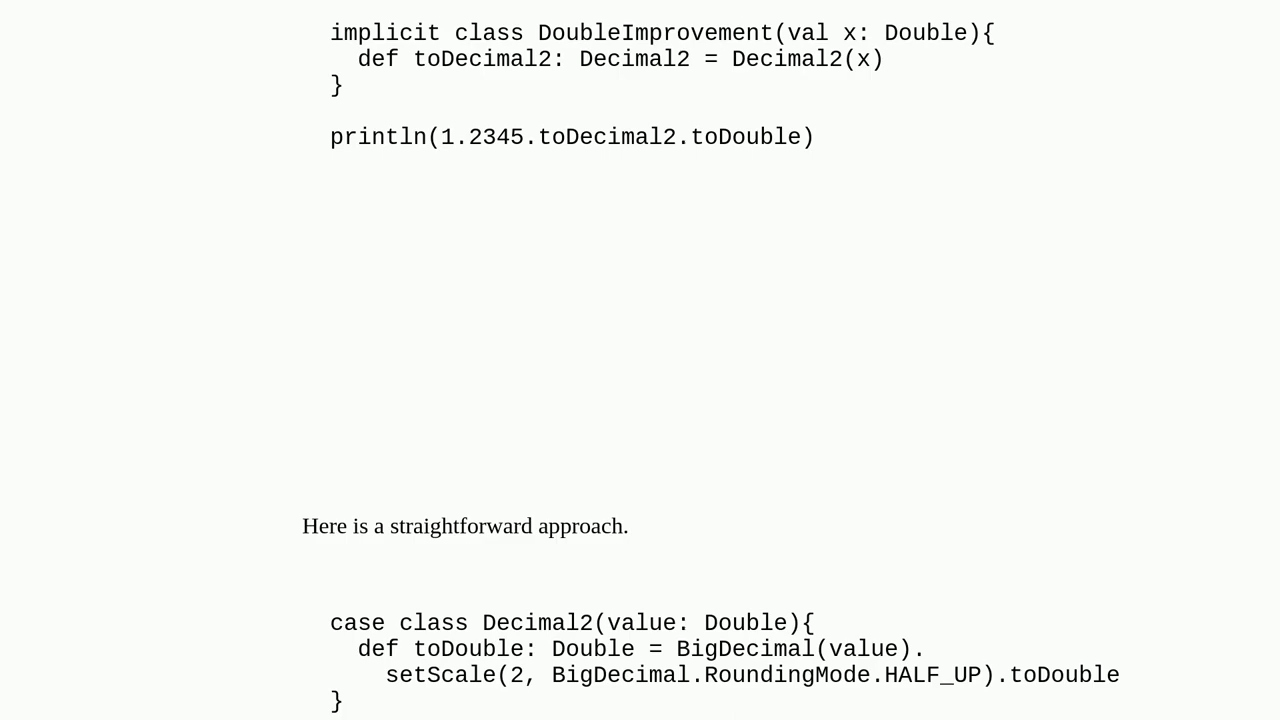 implicit class DoubleImprovement(val x: Double){
  def toDecimal2: Decimal2 = Decimal2(x)
}
println(1.2345.toDecimal2.toDouble)
Here is a straightforward approach.
case class Decimal2(value: Double){
  def toDouble: Double = BigDecimal(value).
    setScale(2, BigDecimal.RoundingMode.HALF_UP).toDouble
}